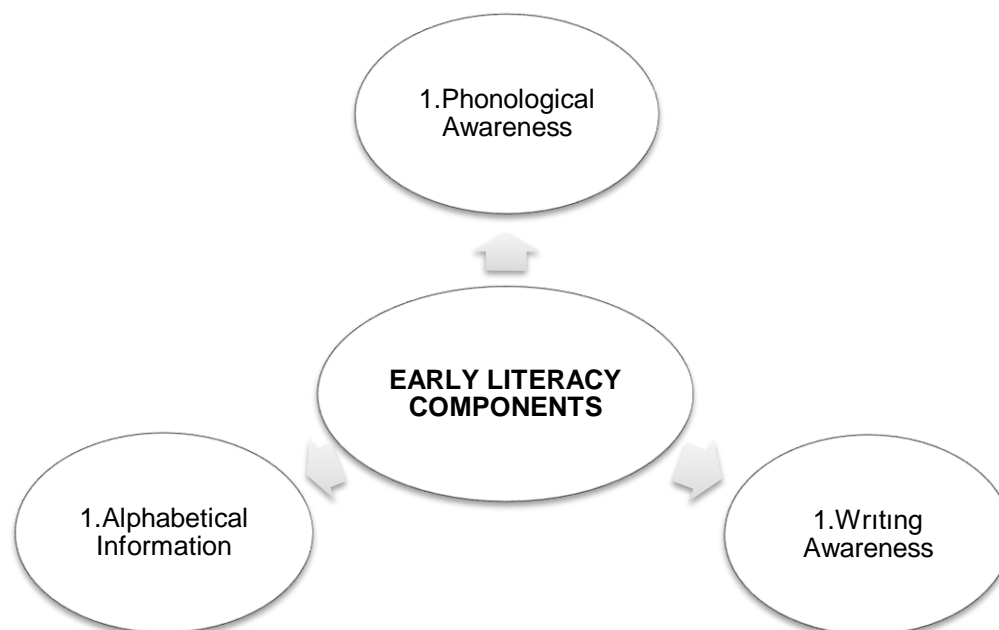 1.Phonological
Awareness
EARLY LITERACY
COMPONENTS
1.Alphabetical
Information
1.Wrıtıng
Awareness